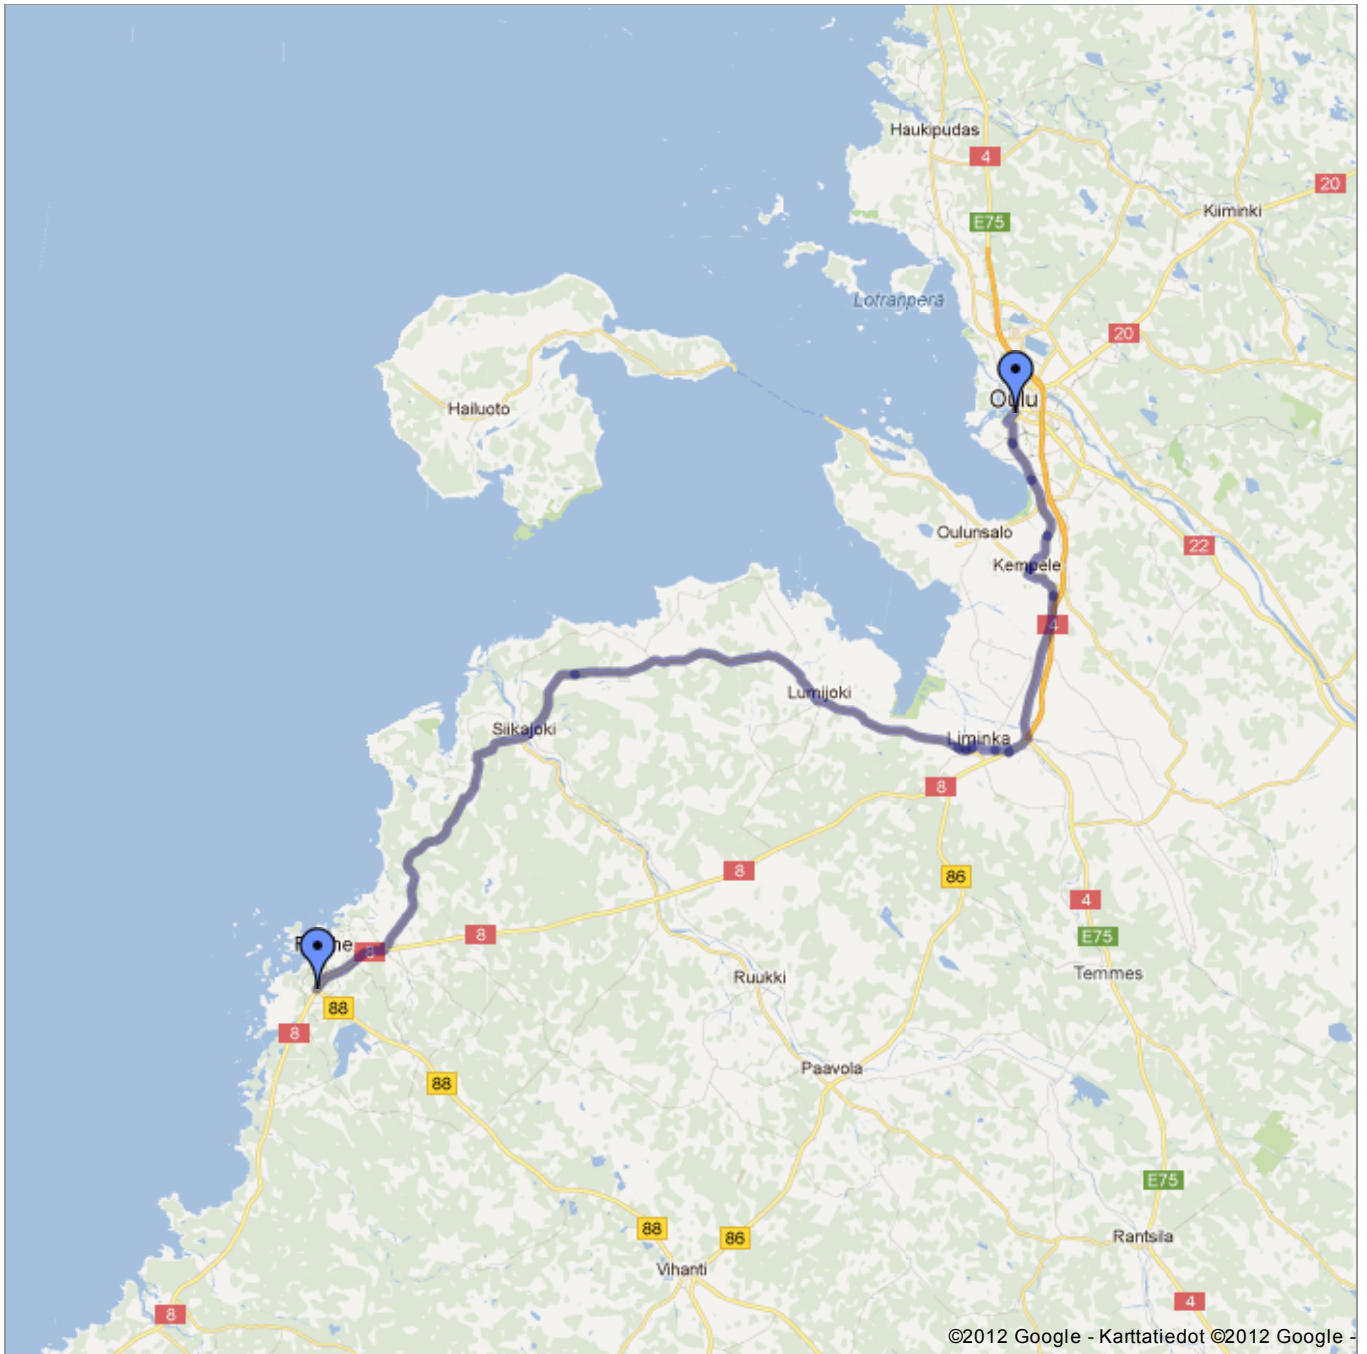 Haukipudas
4
20
Kiiminki
E75
Lotranperä
20
Hailuoto
Oulu
Oulunsalo
22
Kempele
4
Lumijoki
Siikajoki
Liminka
8
8
86
4
8
E75
8
Temmes
Ruukki
88
8
Paavola
88
E75
88
86
Rantsila
Vihanti
4
8
©2012 Google - Karttatiedot ©2012 Google -